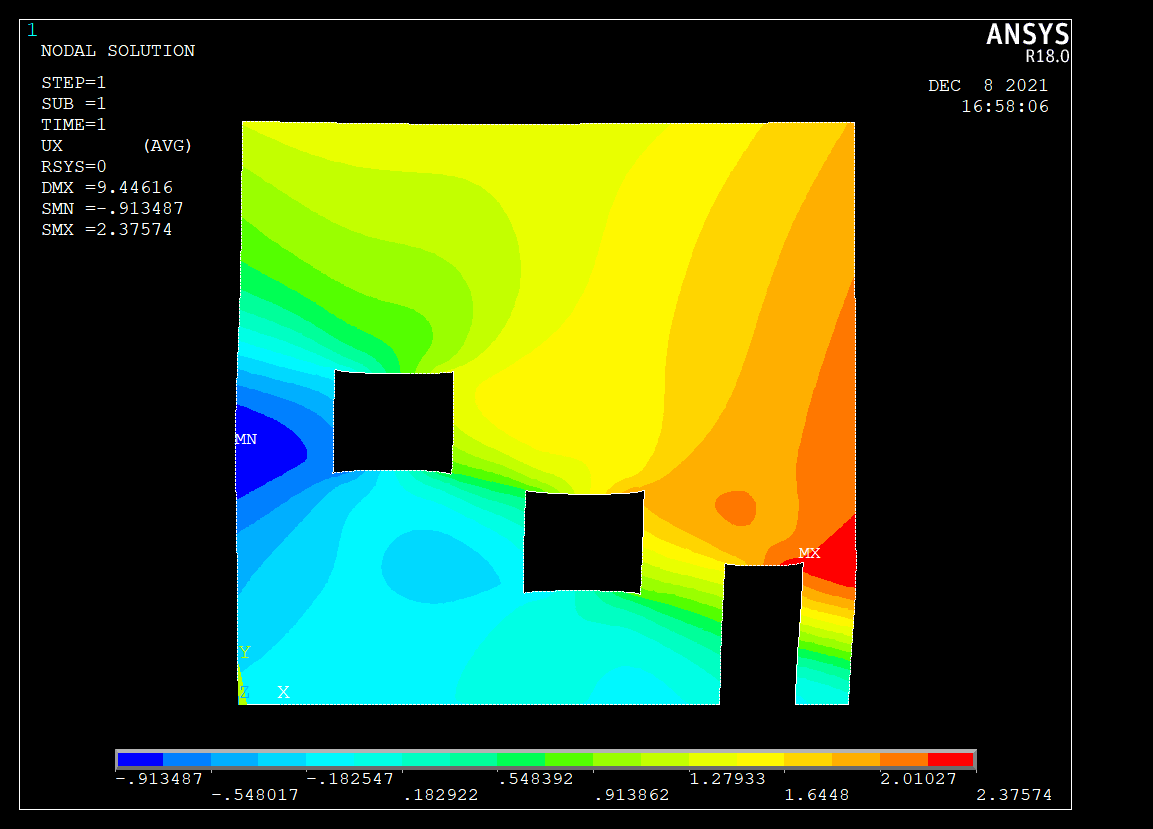 1
ANSYS
R18.0
NODAL SOLUTION
STEP=1
SUB =1
TIME=1
UX (AVG)
RSYS=0
DMX =9.44616
SMN =-.913487
SMX =2.37574
DEC 8 2021
16:58:06
MN
MX
Y
Z X
-.913487 -.182547 .548392 1.27933 2.01027
-.548017 .182922 .913862 1.6448 2.37574